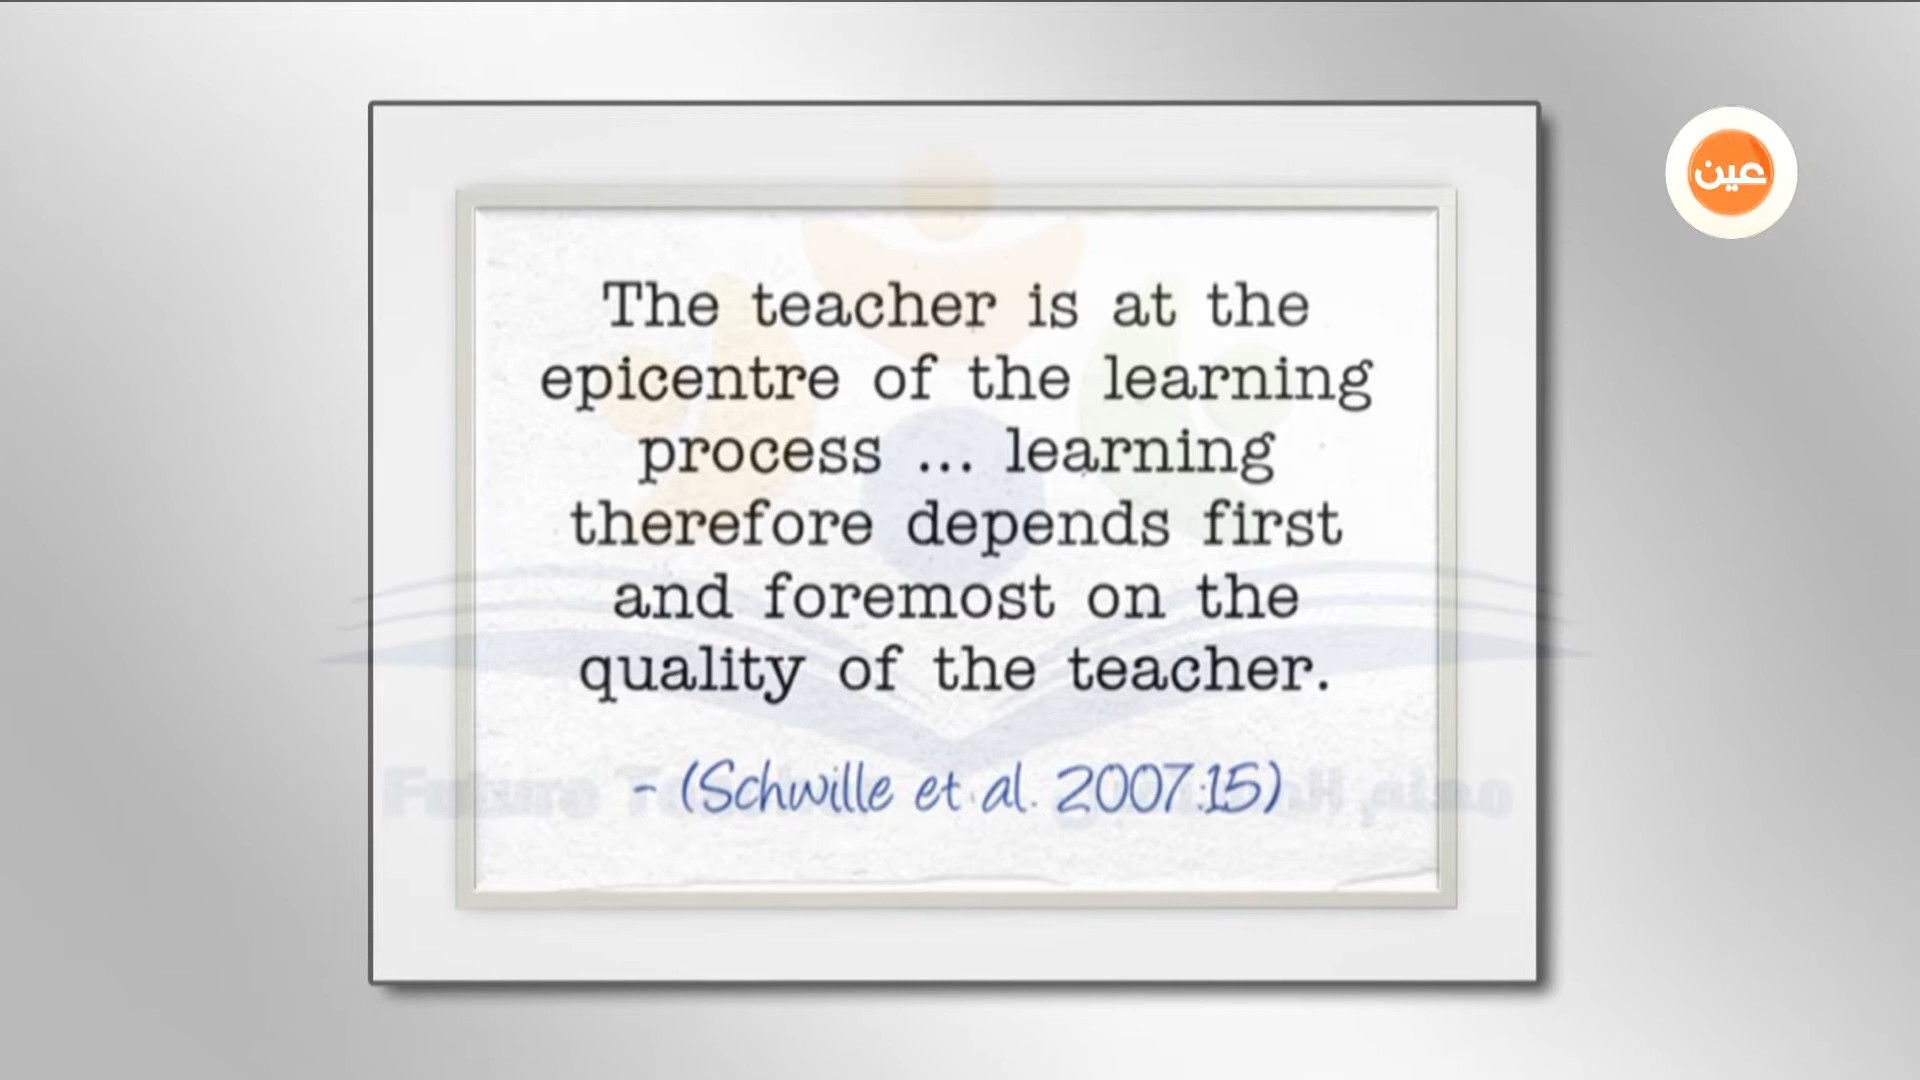 عين
The teacher is at the
epicentre of the learning
process ... learning
therefore depends first
and foremost on the
quality of the teacher.
- (Schwille et al. 2007:15)
Future